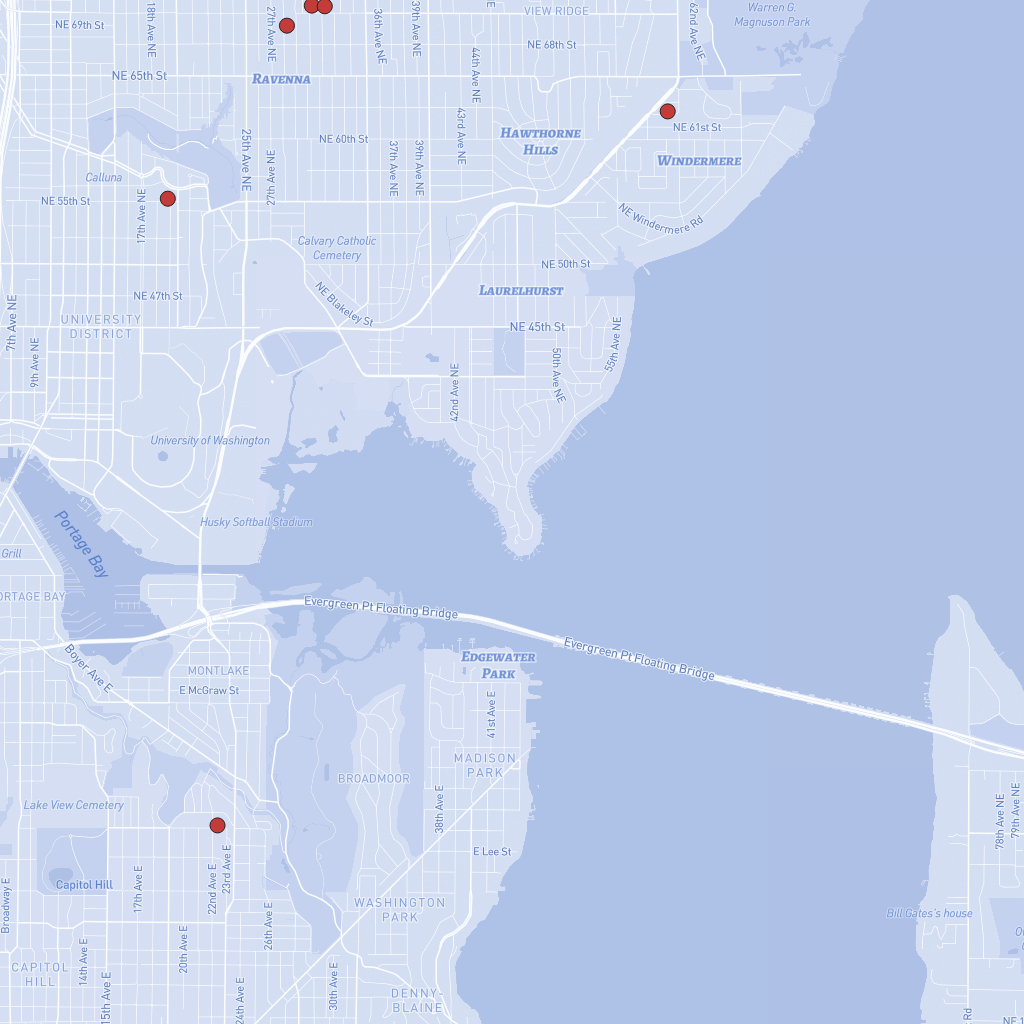 18th Ave NE
27th Ave NE
36th Ave NE
39th Ave NE
E
VIEW RIDGE
62nd Ave NE
Warren G.
Magnuson Park
NE 69th St
NE 68th St
44th Ave NE
NE 65th St
RAVENNA
43rd Ave NE
NE 61st St
HAWTHORNE
HILLS
NE 60th St
25th Ave NE
37th Ave NE
39th Ave NE
WINDERMERE
Calluna
27th Ave NE
NE 55th St
17th Ave NE
NE Windermere Rd
Calvary Catholic
Cemetery
NE 50th St
NE 47th St
LAURELHURST
NE Blakeley St
7th Ave NE
UNIVERSITY
DISTRICT
NE 45th St
55th Ave NE
9th Ave NE
50th Ave NE
42nd Ave NE
University of Washington
Husky Softball Stadium
Portage Bay
Grill
ORTAGE BAY
Evergreen Pt Floating Bridge
Evergreen Pt Floating Bridge
Boyer Ave E
EDGEWATER
PARK
MONTLAKE
E McGraw St
41st Ave E
MADISON
PARK
BROADMOOR
Lake View Cemetery
38th Ave E
78th Ave NE
79th Ave NE
E Lee St
23rd Ave E
Capitol Hill
17th Ave E
22nd Ave E
Broadway E
WASHINGTON
PARK
Bill Gates's house
26th Ave E
20th Ave E
14th Ave E
CAPITOL
HILL
30th Ave E
15th Ave E
24th Ave E
DENNY-
BLAINE
Rd
NE 1